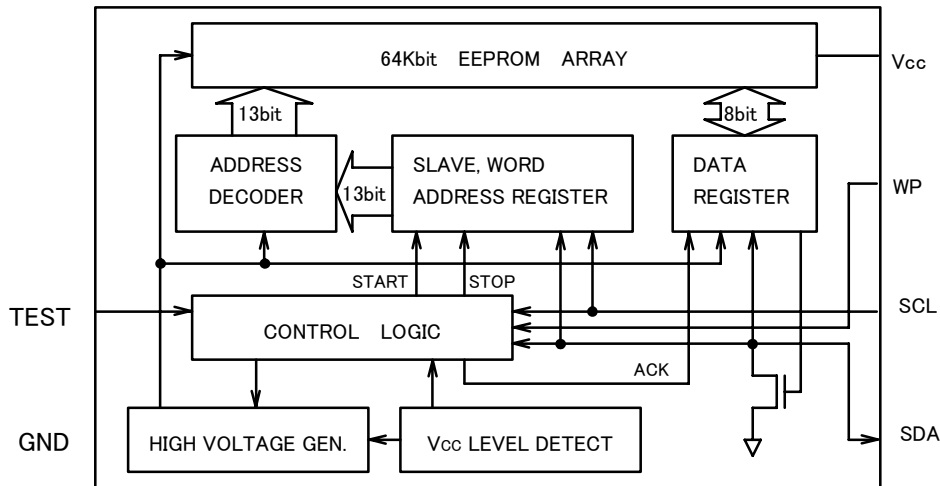 64Kbit EEPROM ARRAY
Vcc
13bit
8bit
ADDRESS
DECODER
13bit
SLAVE, WORD
ADDRESS REGISTER
DATA
REGISTER
WP
START
STOP
TEST
CONTROL LOGIC
SCL
ACK
GND
HIGH VOLTAGE GEN.
Vcc LEVEL DETECT
SDA